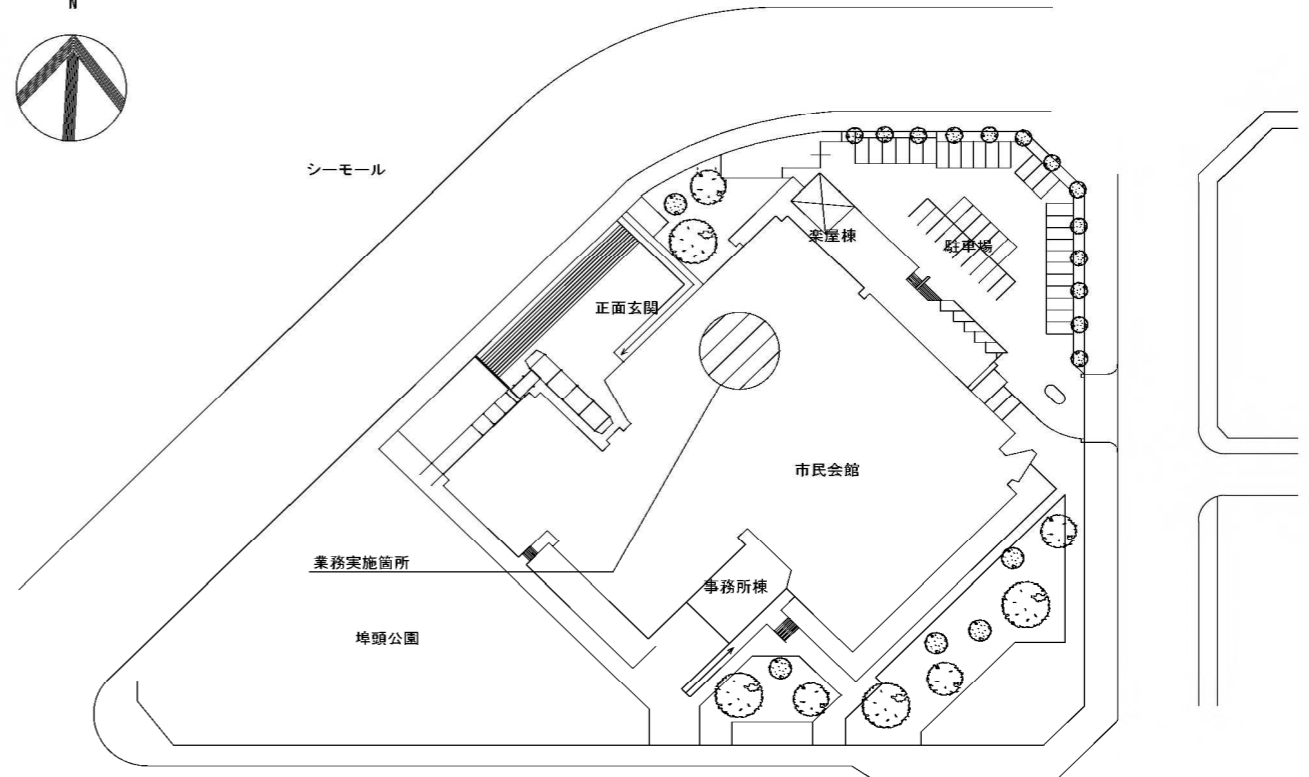 N
シーモール
楽屋棟
駐車場
正面玄関
市民会館
業務実施箇所
事務所棟
埠頭公園